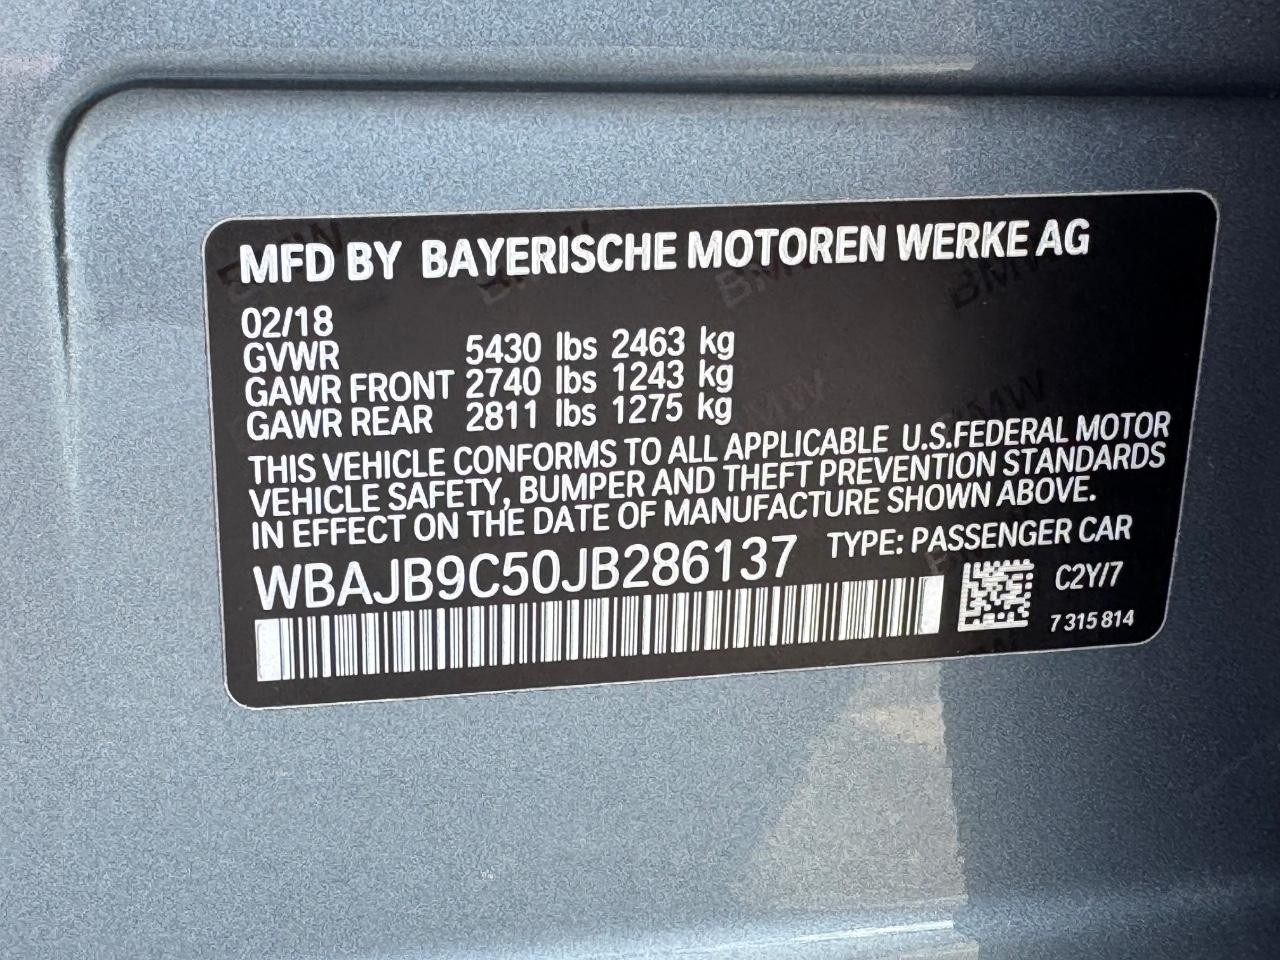 MFD BY BAYERISCHE MOTOREN WERKE AG
02/18
GVWR 5430 lbs 2463 kg
GAWR FRONT 2740 lbs 1243 kg
GAWR REAR 2811 lbs 1275 kg
THIS VEHICLE CONFORMS TO ALL APPLICABLE U.S.FEDERAL MOTOR
VEHICLE SAFETY, BUMPER AND THEFT PREVENTION STANDARDS
IN EFFECT ON THE DATE OF MANUFACTURE SHOWN ABOVE.
WBAJB9C50JB286137 TYPE: PASSENGER CAR
C2Y/7
7 315 814